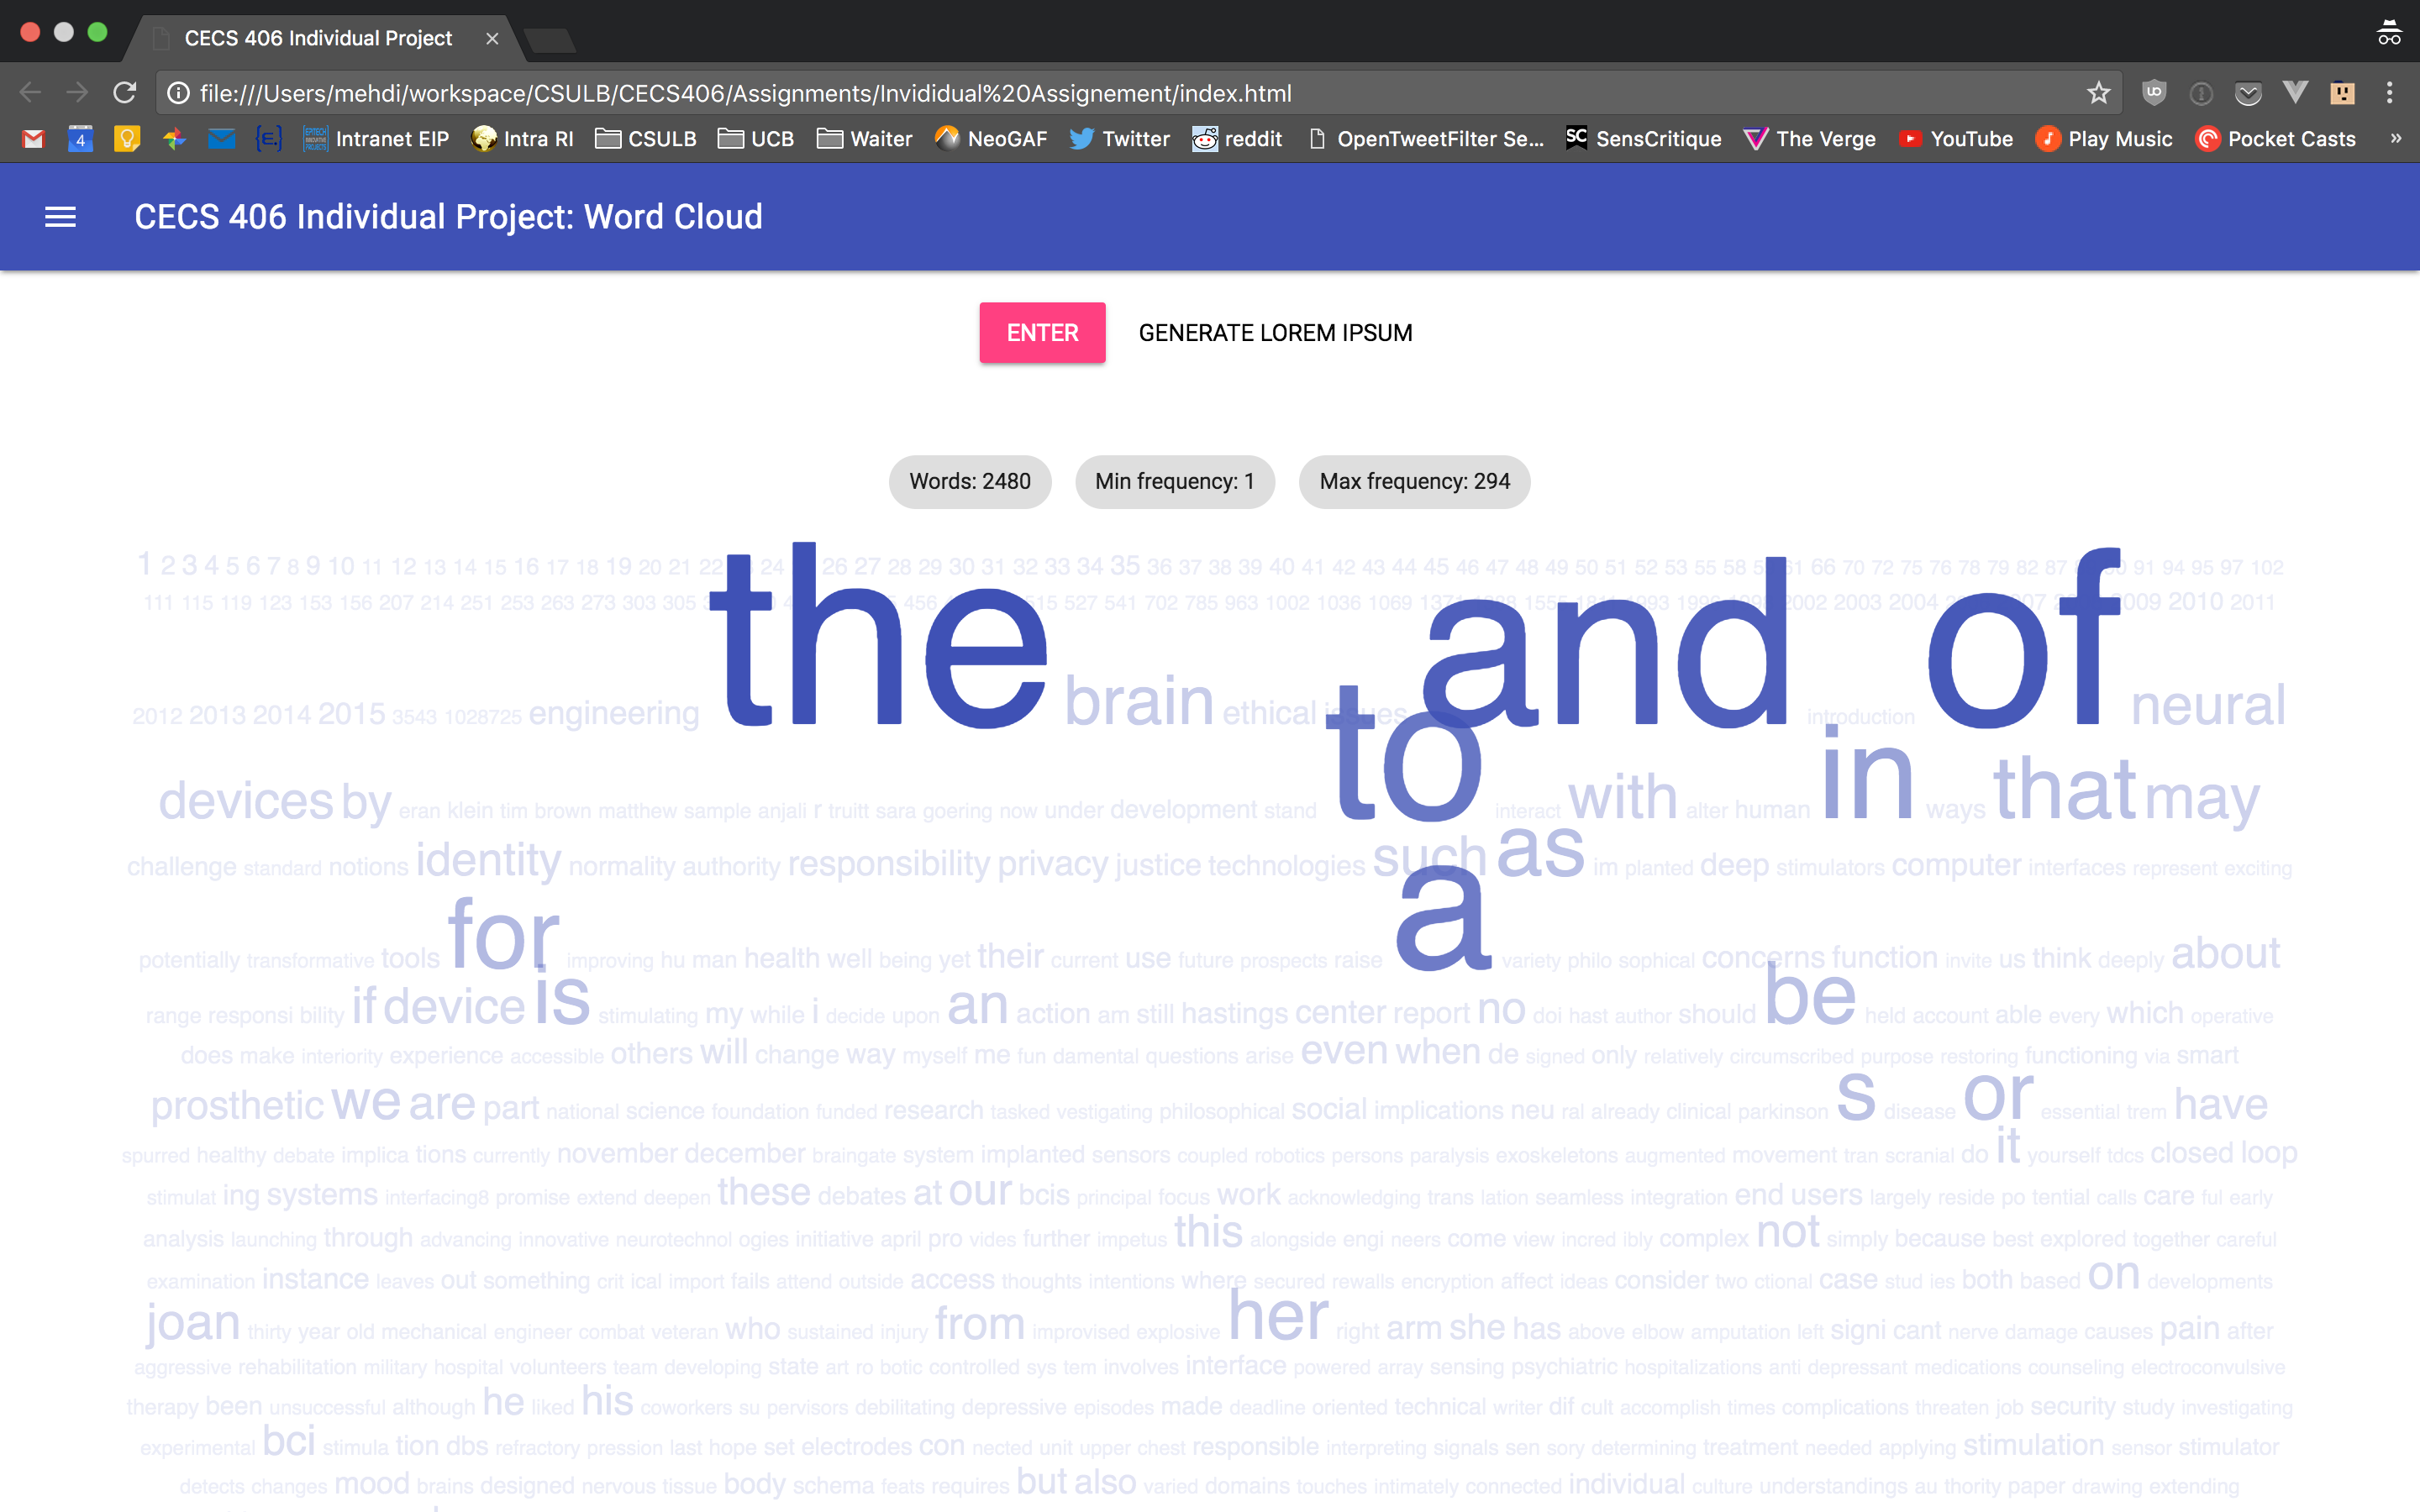 CECS 406 Individual Project
file:///Users/mehdi/workspace/CSULB/CECS406/Assignments/Invididual%20Assignement/index.html
4 Intranet EIP Intra RI CSULB UCB Waiter NeoGAF Twitter reddit OpenTweetFilter Se... SC SensCritique The Verge YouTube Play Music Pocket Casts »
CECS 406 Individual Project: Word Cloud
ENTER GENERATE LOREM IPSUM
Words: 2480 Min frequency: 1 Max frequency: 294
1 2 3 4 5 6 7 8 9 10 11 12 13 14 15 16 17 18 19 20 21 22 24 26 27 28 29 30 31 32 33 34 35 36 37 38 39 40 41 42 43 44 45 46 47 48 49 50 51 52 53 55 58 61 66 70 72 75 76 78 79 82 87 91 94 95 97 102
111 115 119 123 153 156 207 214 251 253 263 273 303 305 456 515 527 541 702 785 963 1002 1036 1069 1371 1555 2002 2003 2004 2009 2010 2011
2012 2013 2014 2015 3543 1028725 engineering the brain ethical issues and introduction of neural
devices by eran klein tim brown matthew sample anjali r truitt sara goering now under development stand to interact with alter human in ways that may
challenge standard notions identity normality authority responsibility privacy justice technologies such as im planted deep stimulators computer interfaces represent exciting
potentially transformative tools for improving hu man health well being yet their current use future prospects raise a variety philo sophical concerns function invite us think deeply about
range responsi bility if device is stimulating my while i decide upon an action am still hastings center report no doi hast author should be held account able every which operative
does make interiority experience accessible others will change way myself me fun damental questions arise even when de signed only relatively circumscribed purpose restoring functioning via smart
prosthetic we are part national science foundation funded research tasked vestigating philosophical social implications neu ral already clinical parkinson s disease or essential trem have
spurred healthy debate implica tions currently november december braingate system implanted sensors coupled robotics persons paralysis exoskeletons augmented movement tran scranial do it yourself tdcs closed loop
stimulat ing systems interfacing8 promise extend deepen these debates at our bcis principal focus work acknowledging trans lation seamless integration end users largely reside po tential calls care ful early
analysis launching through advancing innovative neurotechnol ogies initiative april pro vides further impetus this alongside engi neers come view incred ibly complex not simply because best explored together careful
examination instance leaves out something crit ical import fails attend outside access thoughts intentions where secured rewalls encryption affect ideas consider two ctional case stud ies both based on developments
joan thirty year old mechanical engineer combat veteran who sustained injury from improvised explosive her right arm she has above elbow amputation left signi cant nerve damage causes pain after
aggressive rehabilitation military hospital volunteers team developing state art ro botic controlled sys tem involves interface powered array sensing psychiatric hospitalizations anti depressant medications counseling electroconvulsive
therapy been unsuccessful although he liked his coworkers su pervisors debilitating depressive episodes made deadline oriented technical writer dif cult accomplish times complications threaten job security study investigating
experimental bci stimula tion dbs refractory pression last hope set electrodes con nected unit upper chest responsible interpreting signals sen sory determining treatment needed applying stimulation sensor stimulator
detects changes mood brains designed nervous tissue body schema feats requires but also varied domains touches intimately connected individual culture understandings au thority paper drawing extending